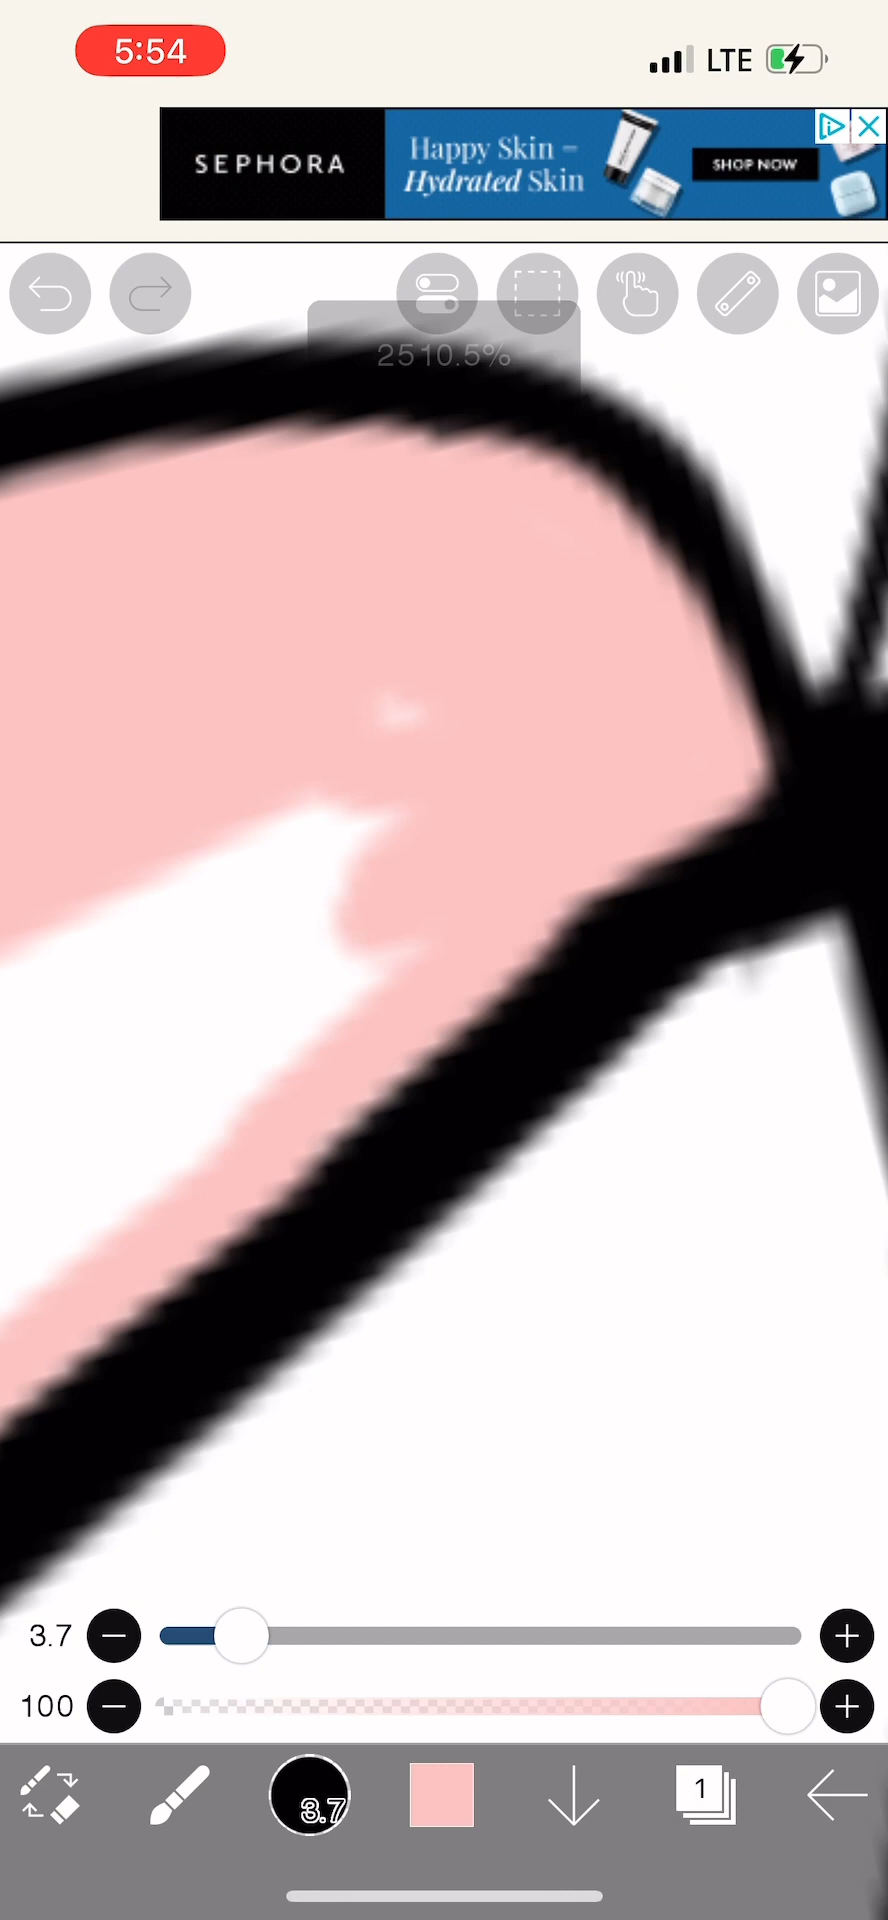 5:54
LTE
SEPHORA
Happy Skin –
Hydrated Skin
SHOP NOW
2510.5%
3.7
100
3.7
1